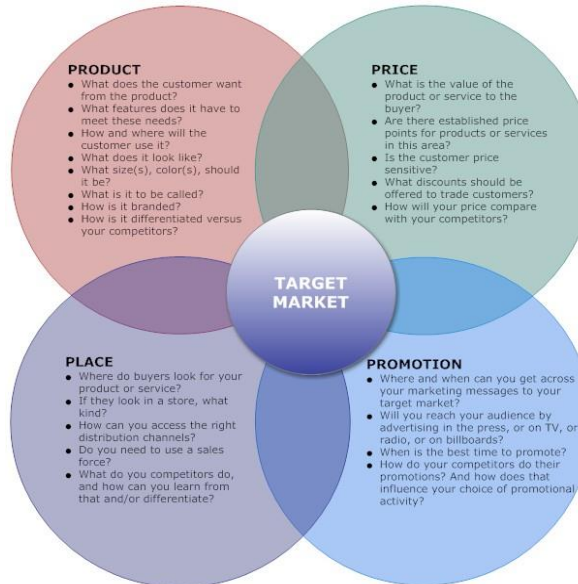 PRODUCT
● What does the customer want
from the product?
● What features does it have to
meet these needs?
● How and where will the
customer use it?
● What does it look like?
● What size(s), color(s), should
it be?
● What is it to be called?
● How is it branded?
● How is it differentiated versus
your competitors?
PRICE
● What is the value of the
product or service to the
buyer?
● Are there established price
points for products or services
in this area?
● Is the customer price
sensitive?
● What discounts should be
offered to trade customers?
● How will your price compare
with your competitors?
TARGET
MARKET
PLACE
● Where do buyers look for your
product or service?
● If they look in a store, what
kind?
● How can you access the right
distribution channels?
● Do you need to use a sales
force?
● What do you competitors do,
and how can you learn from
that and/or differentiate?
PROMOTION
● Where and when can you get across
your marketing messages to your
target market?
● Will you reach your audience by
advertising in the press, or on TV, or
radio, or on billboards?
● When is the best time to promote?
● How do your competitors do their
promotions? And how does that
influence your choice of promotional
activity?